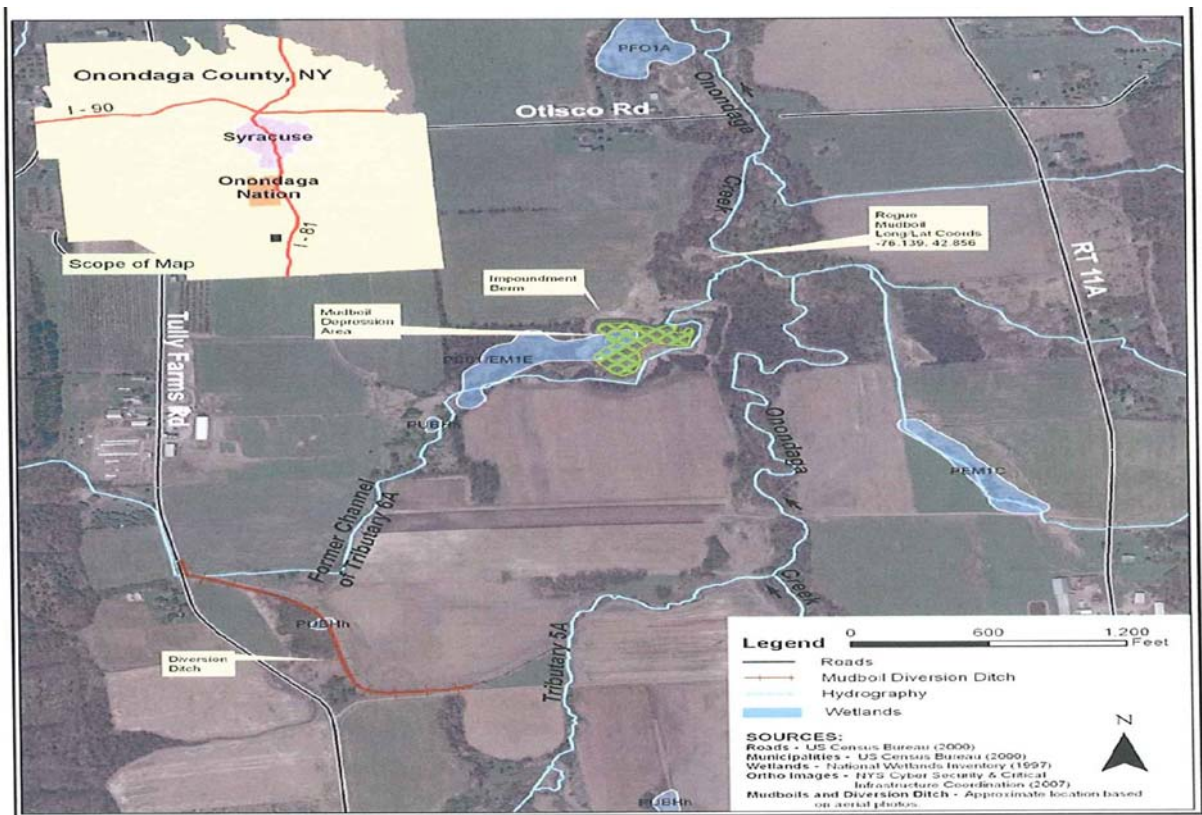 Onondaga County, NY
I - 90
Syracuse
Onondaga
Nation
I-81
Scope of Map
PFO1A
Onondaga
Creek
Otisco Rd
Rogue
Mudboil
Long/Lat Coords
-76.139, 42.856
RT 11A
Impoundment
Berm
Mudboil
Depression
Area
Tully Farms Rd
PUBHh
Former Channel
of Tributary 6A
Onondaga
Creek
PEM1C
PUBHh
Diversion
Ditch
Tributary 5A
PUBHh
Legend
0 600 1,200
Feet
Roads
Mudboil Diversion Ditch
Hydrography
Wetlands
N
SOURCES:
Roads - US Census Bureau (2000)
Municipalities - US Census Bureau (2000)
Wetlands - National Wetlands Inventory (1997)
Ortho Images - NYS Cyber Security & Critical
Infrastructure Coordination (2007)
Mudboils and Diversion Ditch - Approximate location based
on aerial photos.